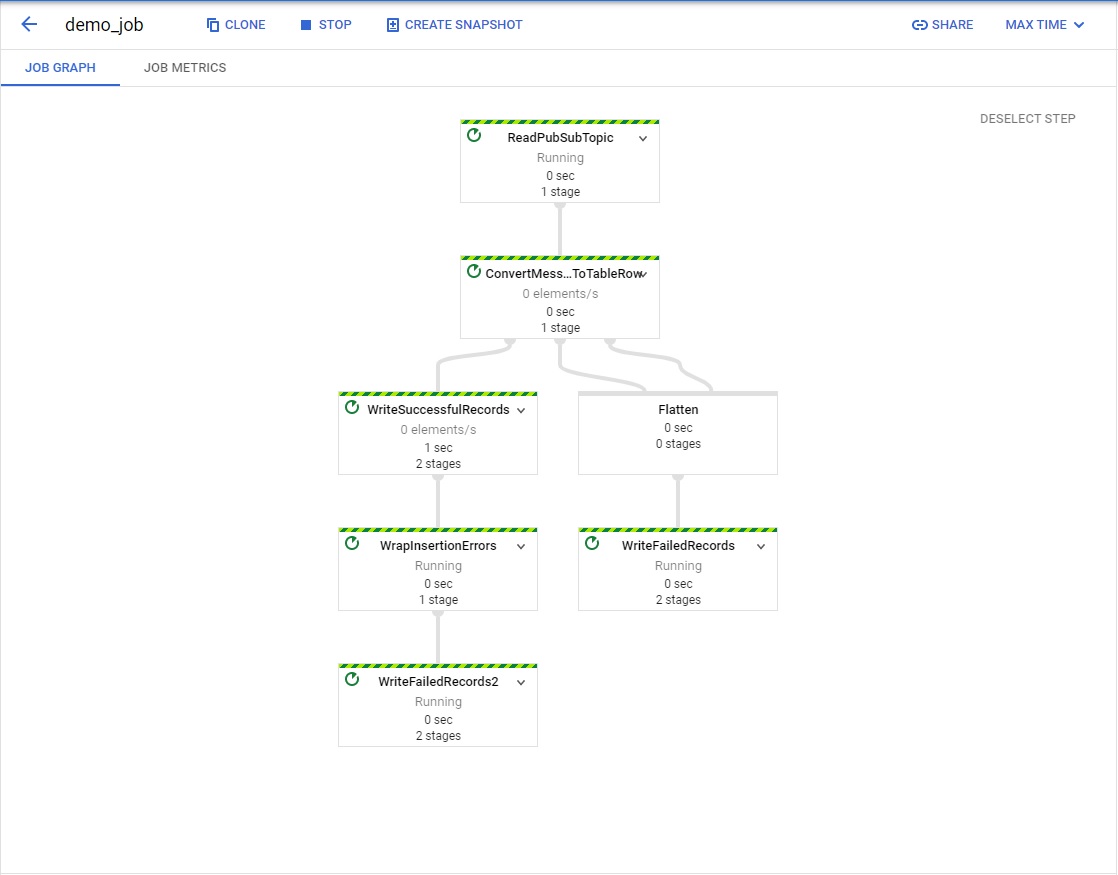 demo_job CLONE STOP CREATE SNAPSHOT SHARE MAX TIME
JOB GRAPH JOB METRICS
DESELECT STEP
ReadPubSubTopic
Running
0 sec
1 stage
ConvertMess...ToTableRow
0 elements/s
0 sec
1 stage
WriteSuccessfulRecords
0 elements/s
1 sec
2 stages
Flatten
0 sec
0 stages
WrapInsertionErrors
Running
0 sec
1 stage
WriteFailedRecords
Running
0 sec
2 stages
WriteFailedRecords2
Running
0 sec
2 stages